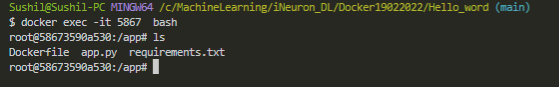 Sushil@Sushil-PC MINGW64 /c/MachineLearning/iNeuron_DL/Docker19022022/Hello_word (main)
$ docker exec -it 5867  bash
root@58673590a530:/app# ls
Dockerfile  app.py  requirements.txt
root@58673590a530:/app#